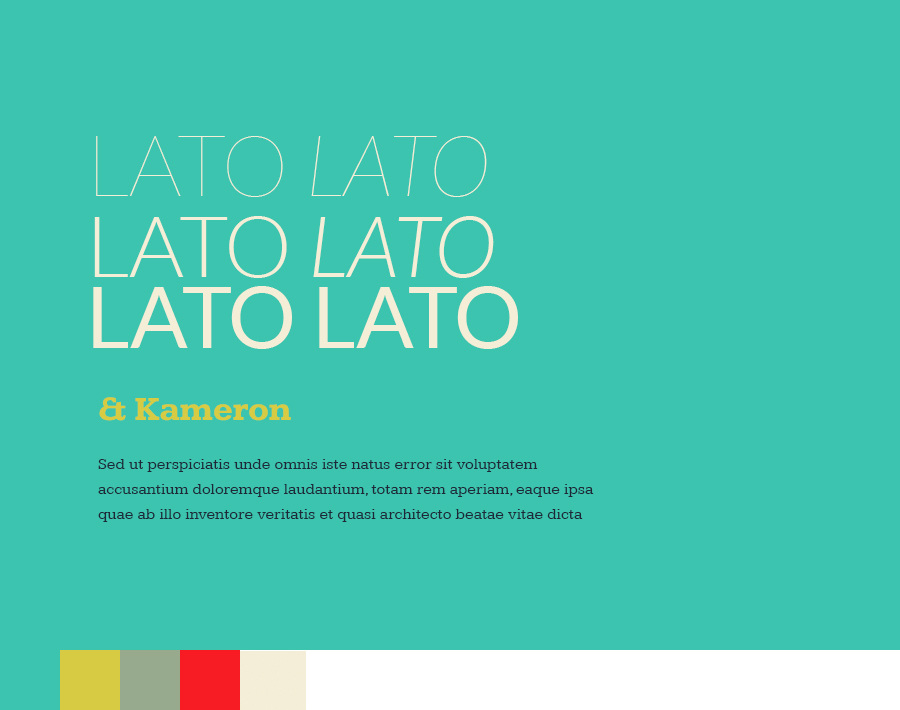 LATO LATO
LATO LATO
LATO LATO
& Kameron
Sed ut perspiciatis unde omnis iste natus error sit voluptatem
accusantium doloremque laudantium, totam rem aperiam, eaque ipsa
quae ab illo inventore veritatis et quasi architecto beatae vitae dicta